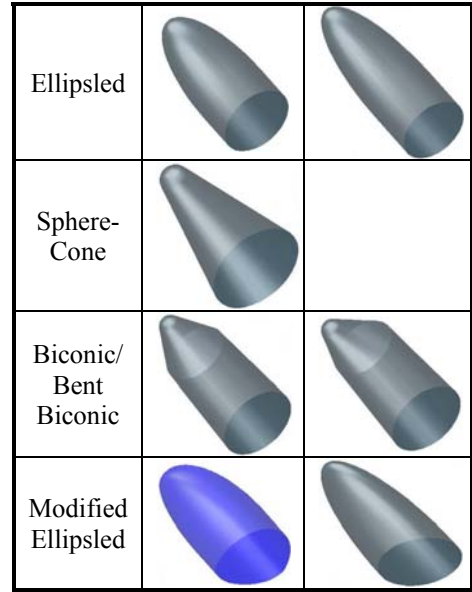 Ellipsled
Sphere-
Cone
Biconic/
Bent
Biconic
Modified
Ellipsled